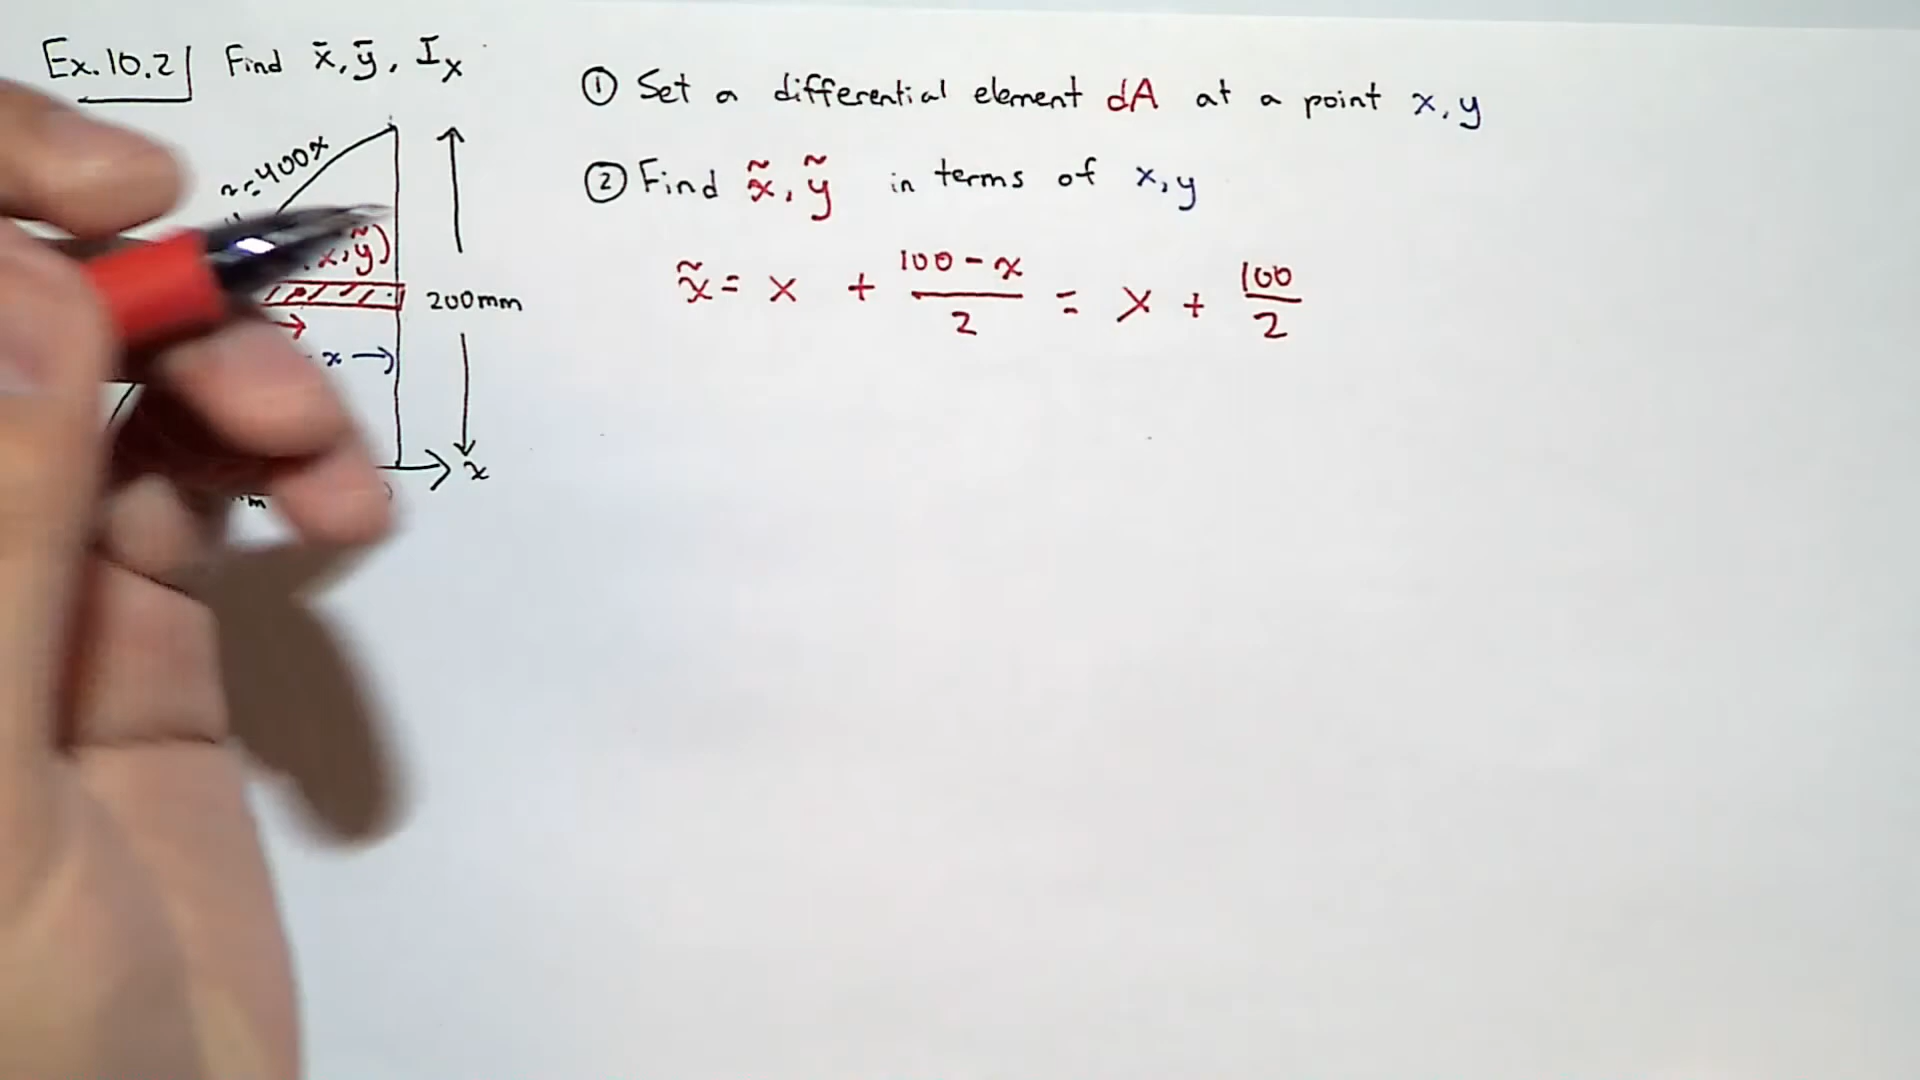 Ex.10.2 Find x̄, ȳ, Ix
① Set a differential element dA at a point x, y
② Find x̃, ỹ in terms of x, y
x̃ = x + (100 - x)/2 = x + 100/2
= 400x
x, ỹ)
200mm
x
x